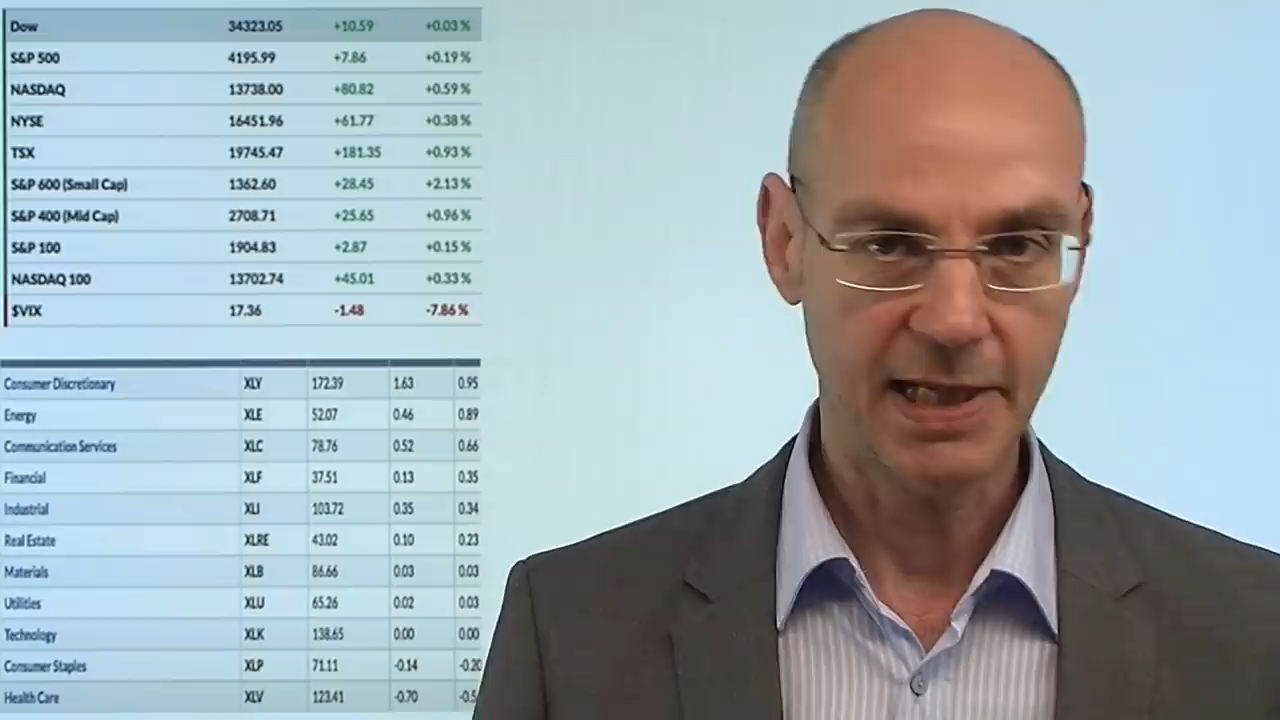 Dow 34323.05 +10.59 +0.03 %
S&P 500 4195.99 +7.86 +0.19 %
NASDAQ 13738.00 +80.82 +0.59 %
NYSE 16451.96 +61.77 +0.38 %
TSX 19745.47 +181.35 +0.93 %
S&P 600 (Small Cap) 1362.60 +28.45 +2.13 %
S&P 400 (Mid Cap) 2708.71 +25.65 +0.96 %
S&P 100 1904.83 +2.87 +0.15 %
NASDAQ 100 13702.74 +45.01 +0.33 %
$VIX 17.36 -1.48 -7.86 %
Consumer Discretionary XLY 172.39 1.63 0.95
Energy XLE 52.07 0.46 0.89
Communication Services XLC 78.76 0.52 0.66
Financial XLF 37.51 0.13 0.35
Industrial XLI 103.72 0.35 0.34
Real Estate XLRE 43.02 0.10 0.23
Materials XLB 86.66 0.03 0.03
Utilities XLU 65.26 0.02 0.03
Technology XLK 138.65 0.00 0.00
Consumer Staples XLP 71.11 -0.14 -0.20
Health Care XLV 123.41 -0.70 -0.5